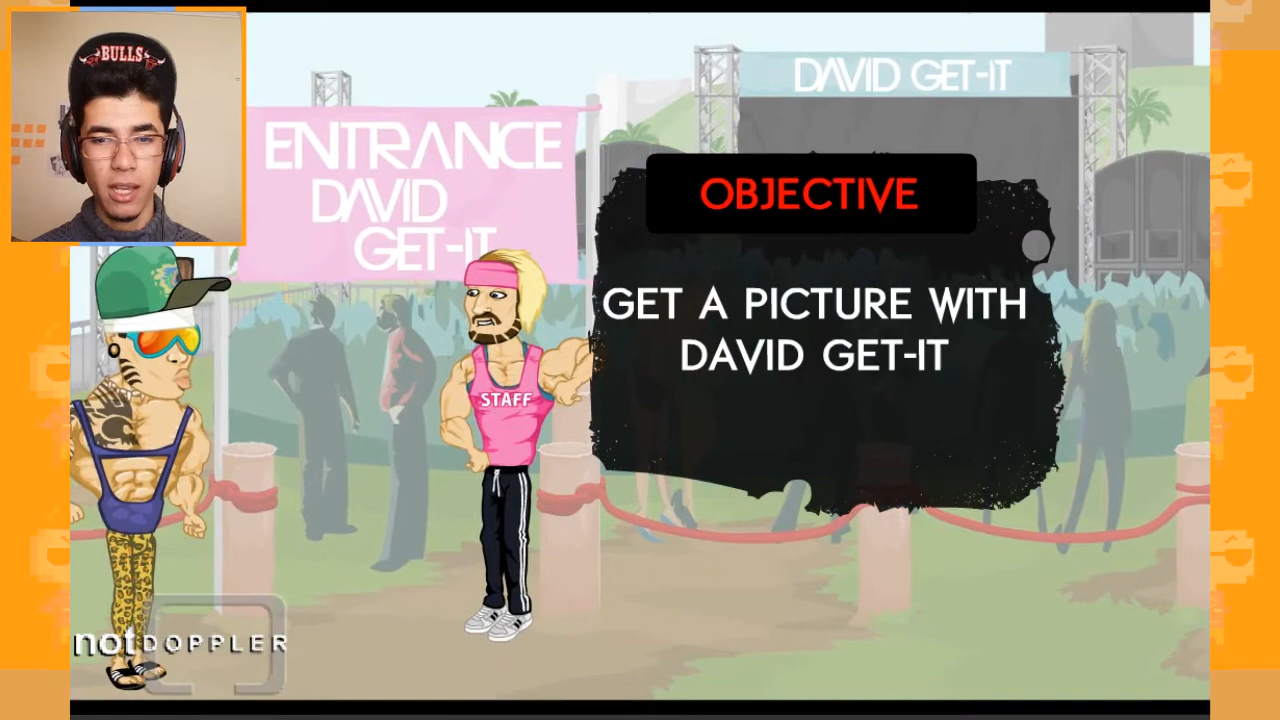 BULLS
DAVID GET-IT
ENTRANCE
DAVID
GET-IT
OBJECTIVE
GET A PICTURE WITH
DAVID GET-IT
STAFF
notDOPPLER